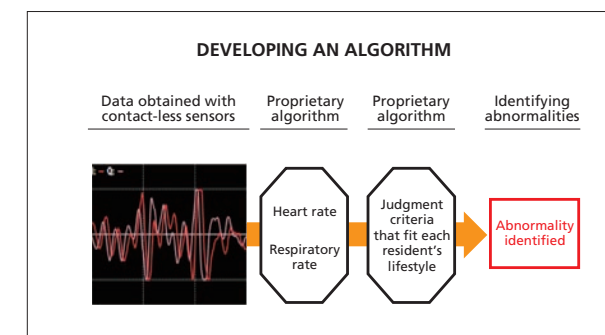 DEVELOPING AN ALGORITHM
Data obtained with
contact-less sensors
Proprietary
algorithm
Proprietary
algorithm
Identifying
abnormalities
Heart rate
Respiratory
rate
Judgment
criteria
that fit each
resident's
lifestyle
Abnormality
identified